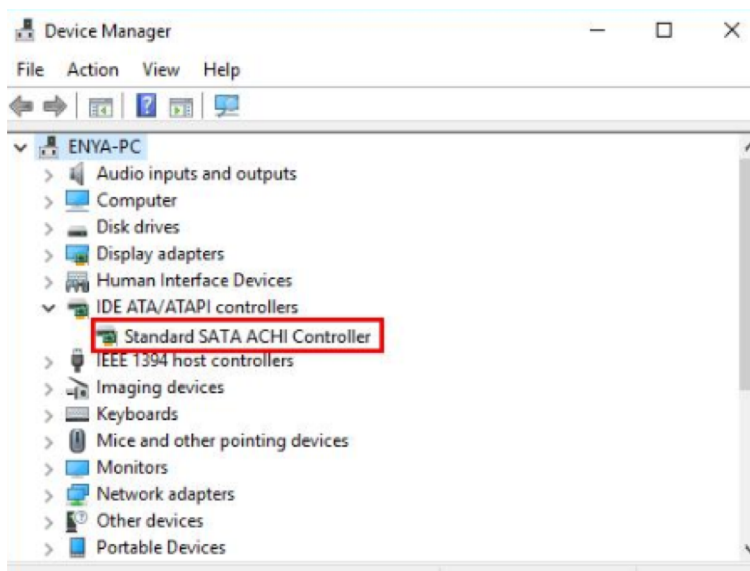 Device Manager
File Action View Help
ENYA-PC
Audio inputs and outputs
Computer
Disk drives
Display adapters
Human Interface Devices
IDE ATA/ATAPI controllers
Standard SATA ACHI Controller
IEEE 1394 host controllers
Imaging devices
Keyboards
Mice and other pointing devices
Monitors
Network adapters
Other devices
Portable Devices